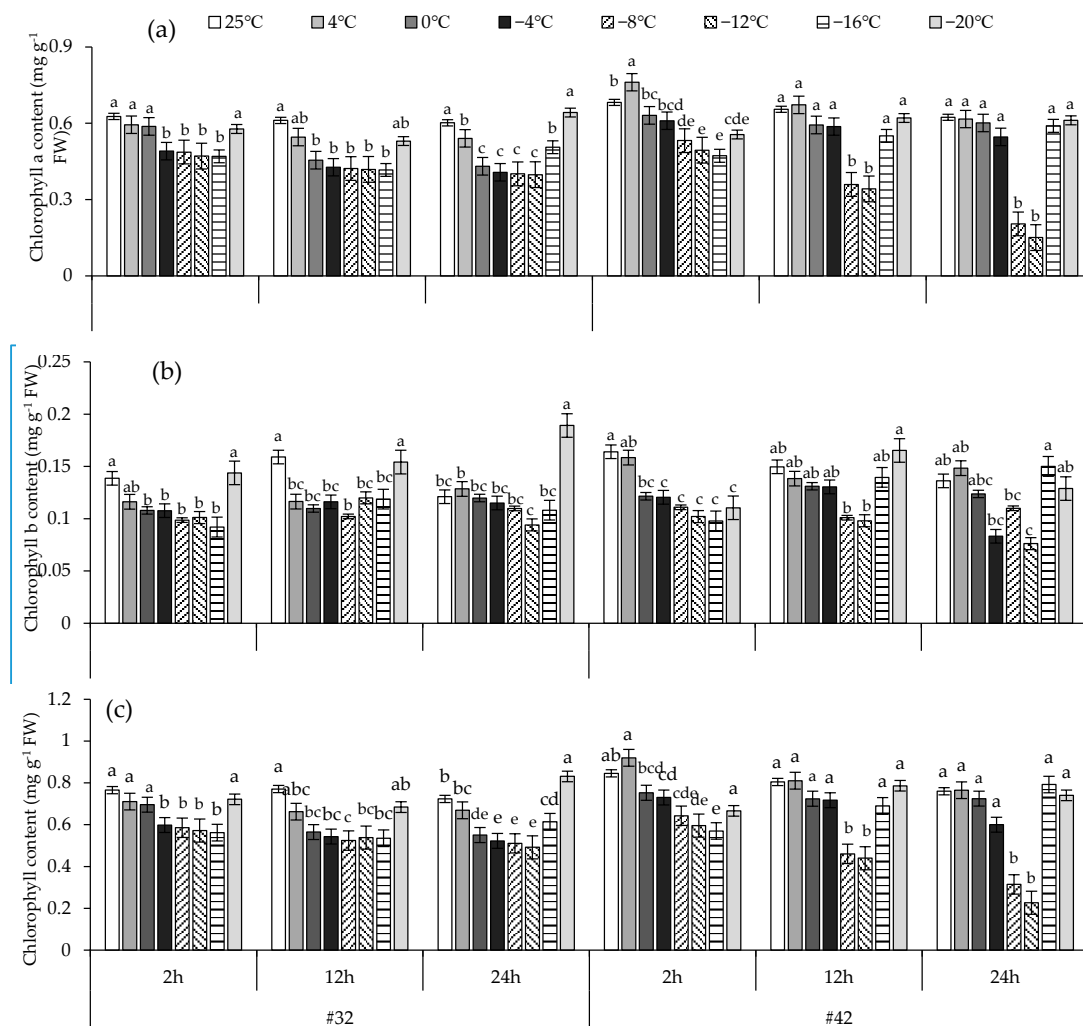 (a)
25℃ 4℃ 0℃ −4℃ −8℃ −12℃ −16℃ −20℃
Chlorophyll a content (mg g-1
FW)
0.9
0.6
0.3
0
a a a b b b b a
a ab b b b b b ab
a b c c c c b a
b a bc bcd de e e cde
a a a a b b a a
a a a a b b a a
(b)
Chlorophyll b content (mg g-1 FW)
0.25
0.2
0.15
0.1
0.05
0
a ab b b b b b a
a bc bc bc b bc bc a
bc b bc bc bc c bc a
a ab bc c c c c c
ab ab ab ab b b ab a
ab ab abc bc bc c a ab
(c)
Chlorophyll content (mg g-1 FW)
1.2
1
0.8
0.6
0.4
0.2
0
a a a b b b b a
a abc bc bc c bc bc ab
b bc de e e e cd a
ab a bcd cd cde de e a
a a a a b b a a
a a a a b b a a
2h 12h 24h 2h 12h 24h
#32 #42